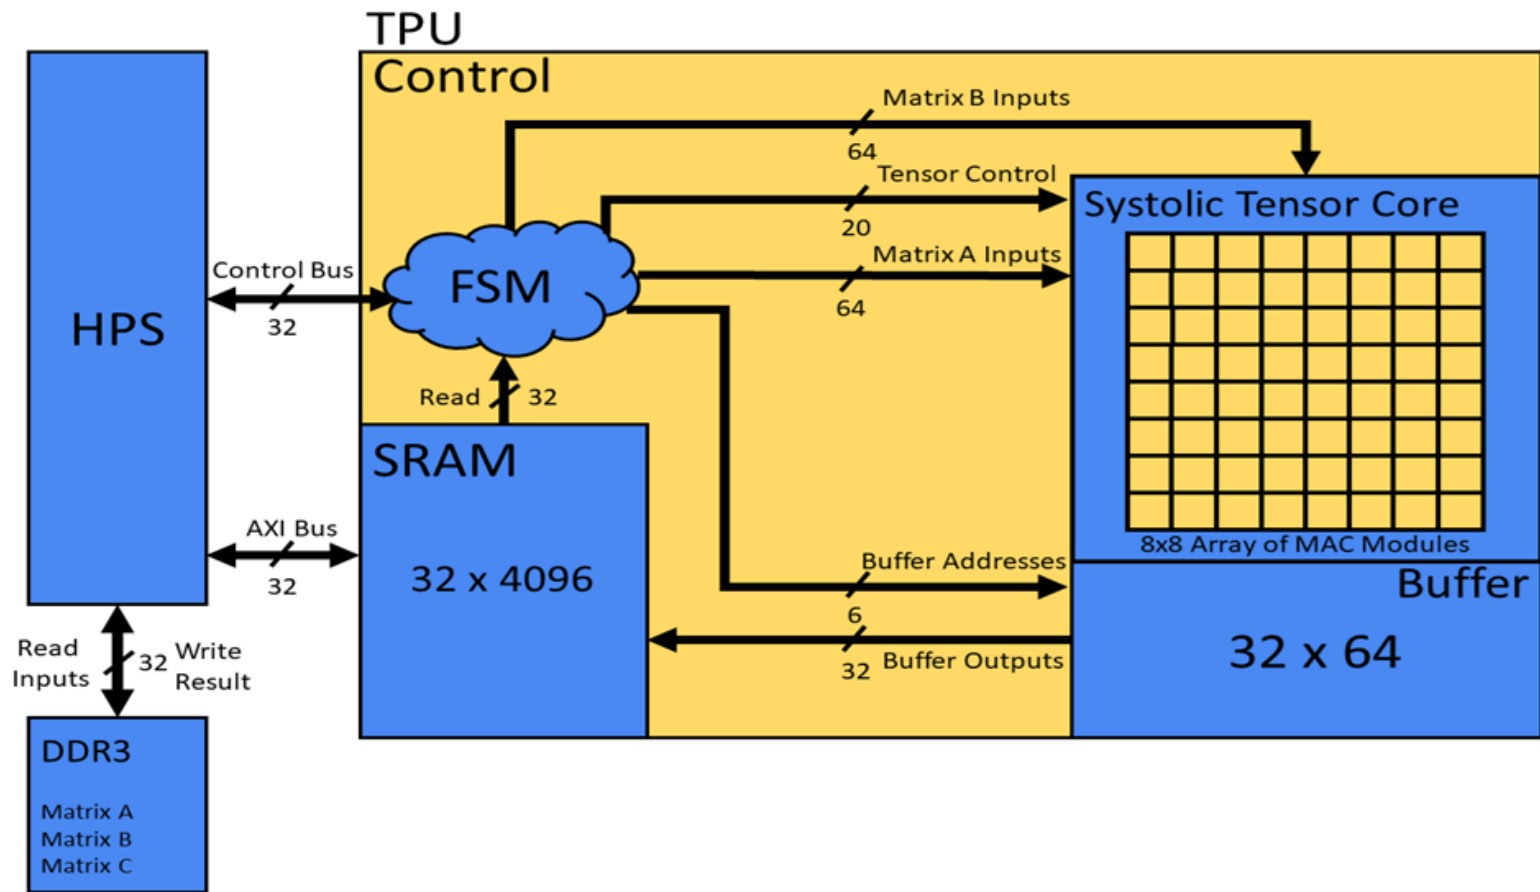 TPU
Control
Matrix B Inputs
64
Tensor Control
20
Matrix A Inputs
64
Systolic Tensor Core
8x8 Array of MAC Modules
HPS
Control Bus
32
FSM
Read
32
SRAM
32 x 4096
AXI Bus
32
Buffer Addresses
6
32
Buffer Outputs
Buffer
32 x 64
Read
Inputs
32
Write
Result
DDR3
Matrix A
Matrix B
Matrix C